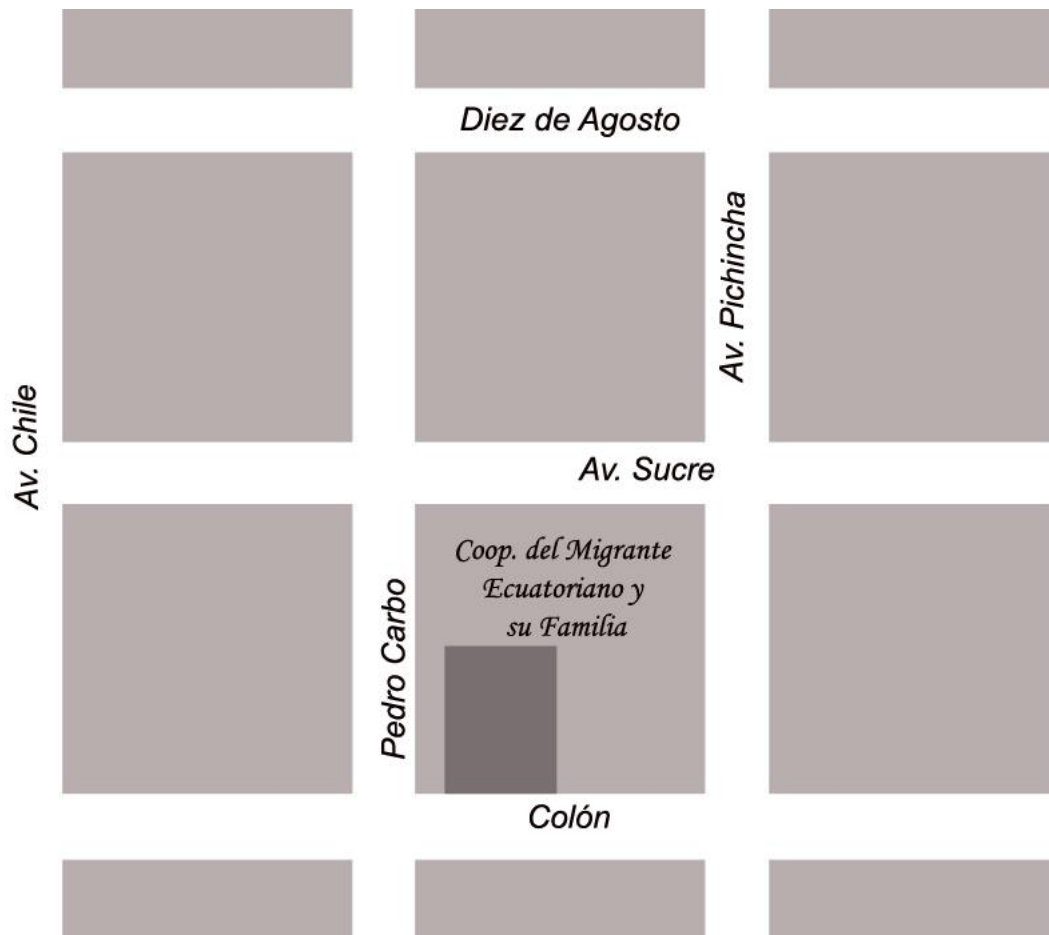 Diez de Agosto
Av. Pichincha
Av. Chile
Av. Sucre
Coop. del Migrante
Ecuatoriano y
su Familia
Pedro Carbo
Colón